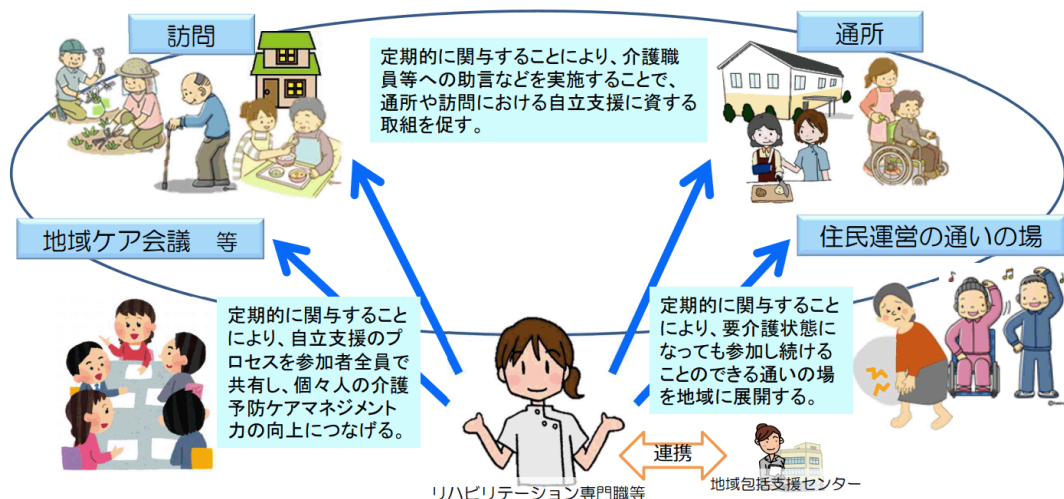 訪問
通所
定期的に関与することにより、介護職
員等への助言などを実施することで、
通所や訪問における自立支援に資する
取組を促す。
地域ケア会議　等
住民運営の通いの場
定期的に関与すること
により、自立支援のプ
ロセスを参加者全員で
共有し、個々人の介護
予防ケアマネジメント
力の向上につなげる。
定期的に関与すること
により、要介護状態に
なっても参加し続ける
ことのできる通いの場
を地域に展開する。
連携
リハビリテーション専門職等
地域包括支援センター